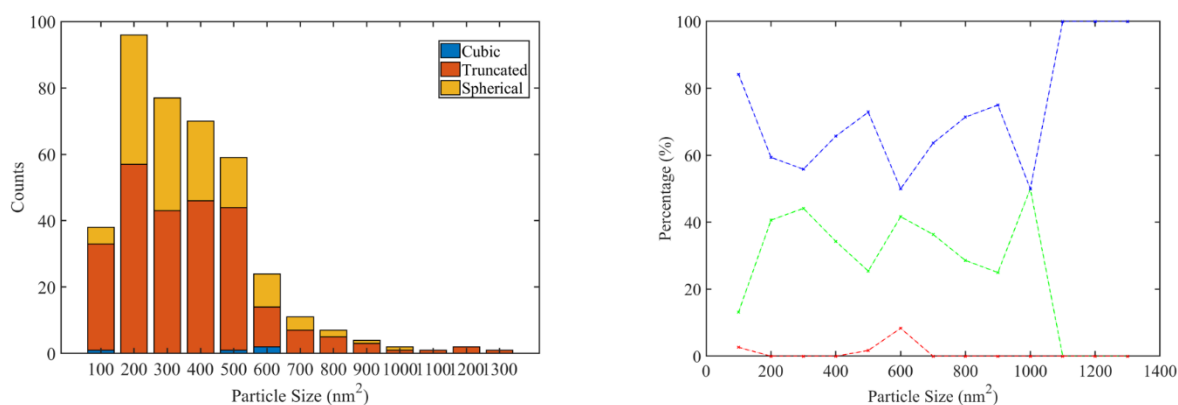 100
80
60
40
20
0
Counts
Cubic
Truncated
Spherical
100 200 300 400 500 600 700 800 900 1000 1100 1200 1300
Particle Size (nm²)
100
80
60
40
20
0
Percentage (%)
0 200 400 600 800 1000 1200 1400
Particle Size (nm²)